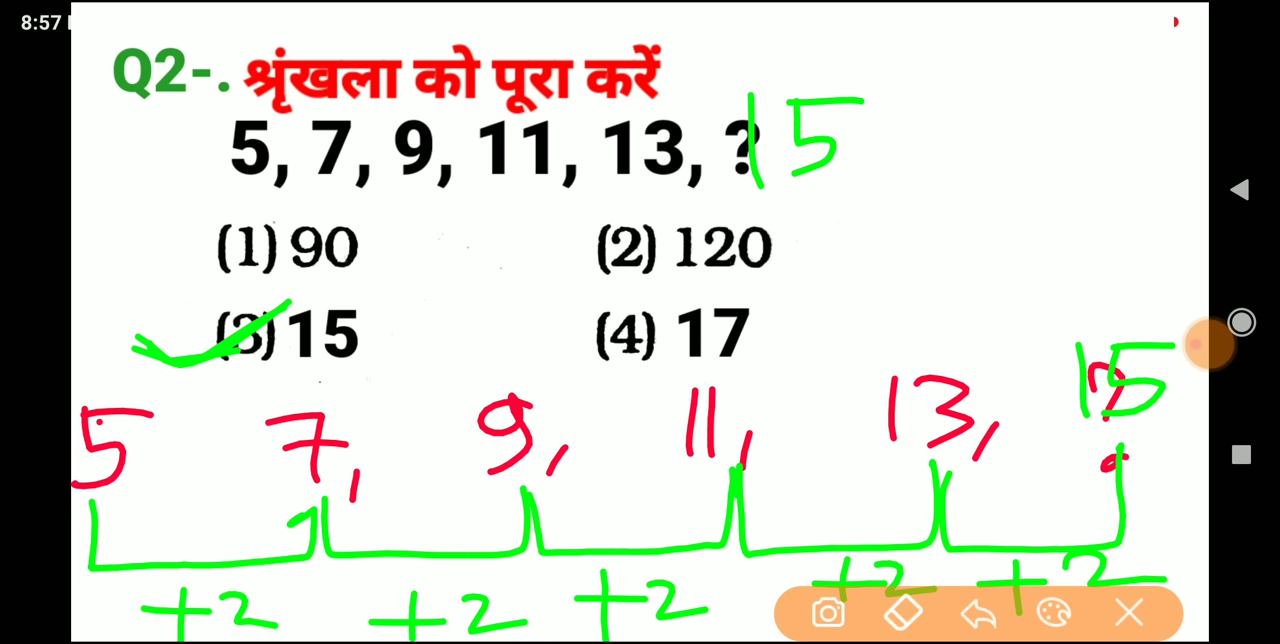 8:57
Q2-. श्रृंखला को पूरा करें
5, 7, 9, 11, 13, ? 15
(1) 90 (2) 120
(3) 15 (4) 17
5 7, 9, 11, 13, ? 15
+2 +2 +2 +2 +2